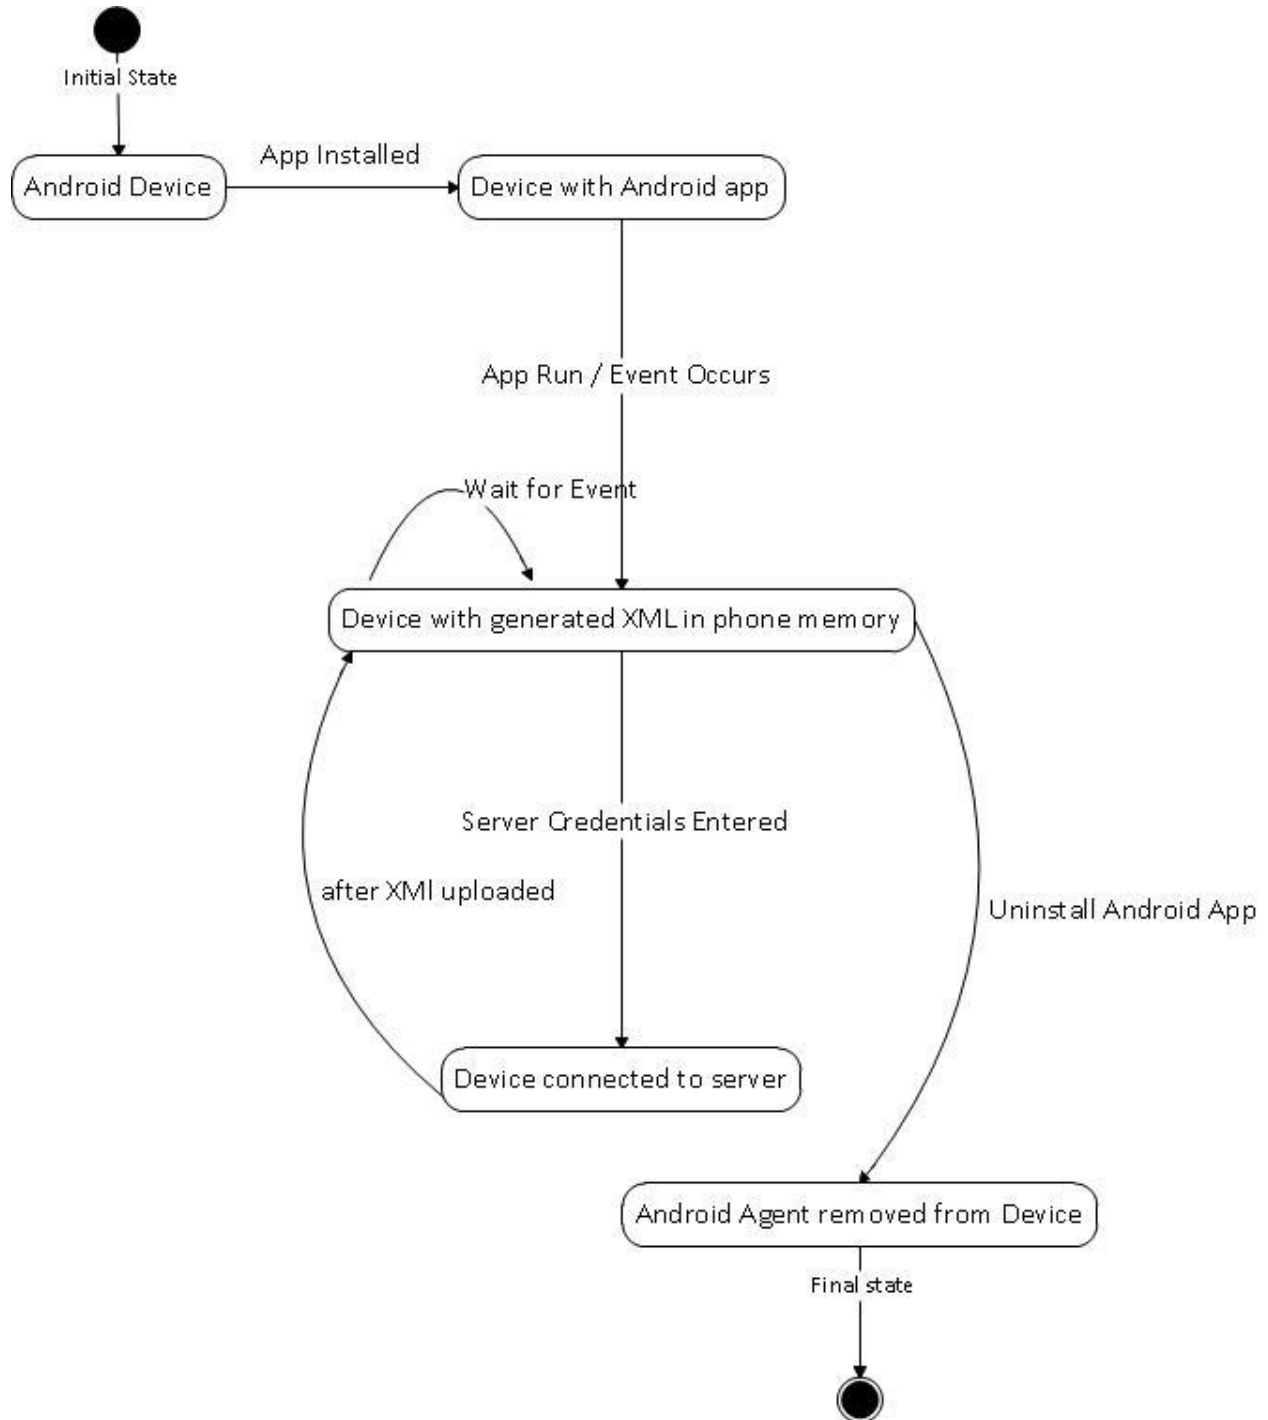 Initial State
App Installed
Android Device
Device with Android app
App Run / Event Occurs
Wait for Event
Device with generated XML in phone memory
Server Credentials Entered
after XMl uploaded
Uninstall Android App
Device connected to server
Android Agent removed from Device
Final state